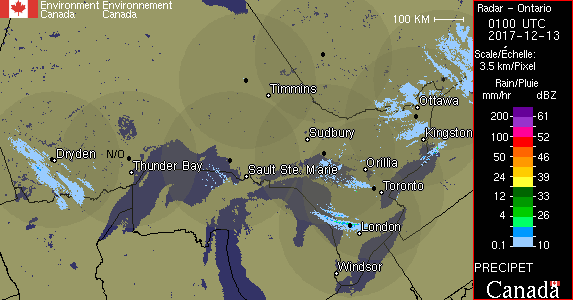 Environment Environnement
Canada Canada
100 KM
Timmins
Ottawa
Sudbury
Kingston
Dryden
N/O
Thunder Bay
Sault Ste. Marie
Orillia
Toronto
London
Windsor
Radar - Ontario
0100 UTC
2017-12-13
Scale/Échelle:
3.5 km/Pixel
Rain/Pluie
mm/hr dBZ
200 61
100 52
50 46
24 39
12 33
4 26
0.1 10
PRECIPET
Canada